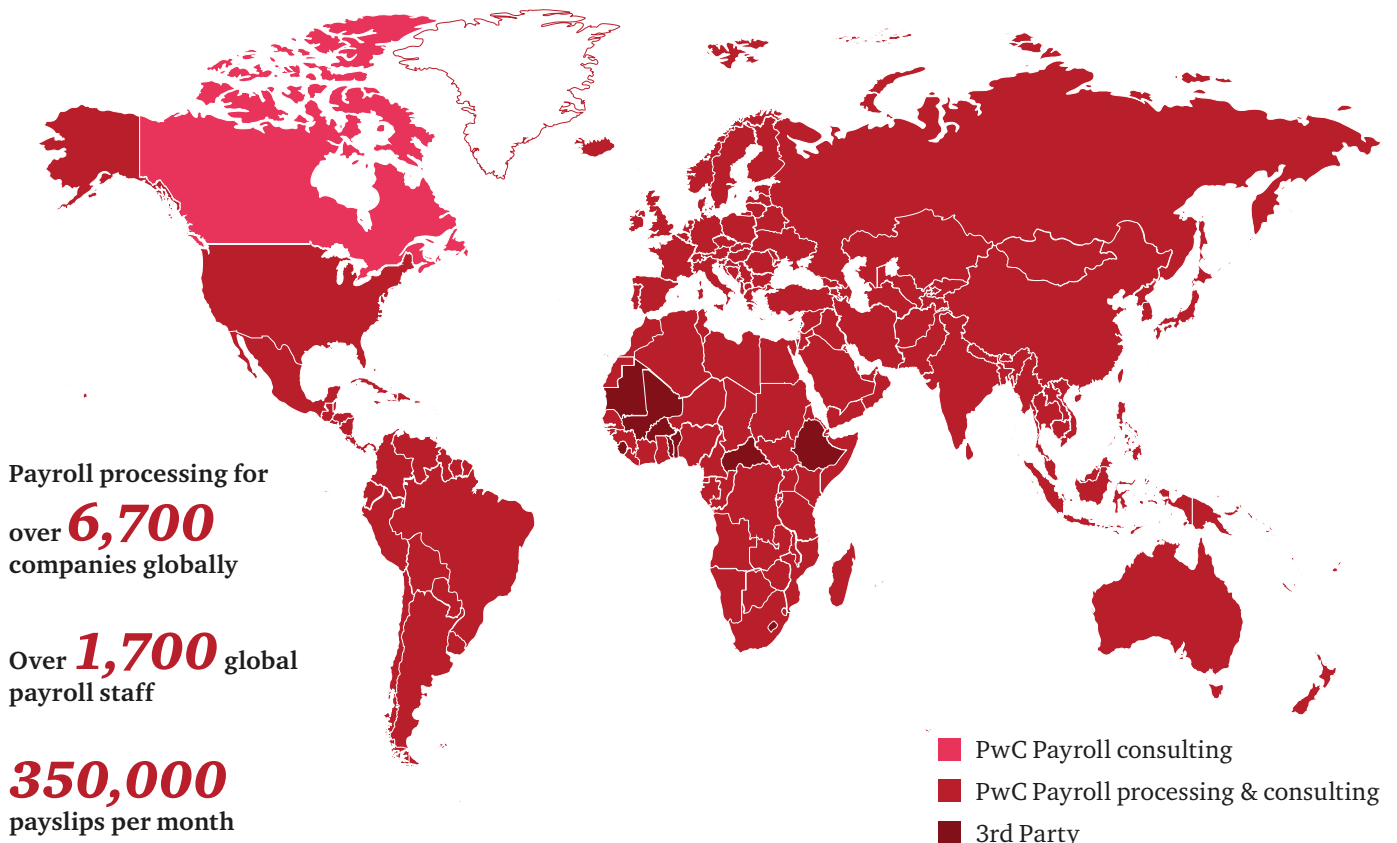 Payroll processing for
over 6,700
companies globally
Over 1,700 global
payroll staff
350,000
payslips per month
PwC Payroll consulting
PwC Payroll processing & consulting
3rd Party